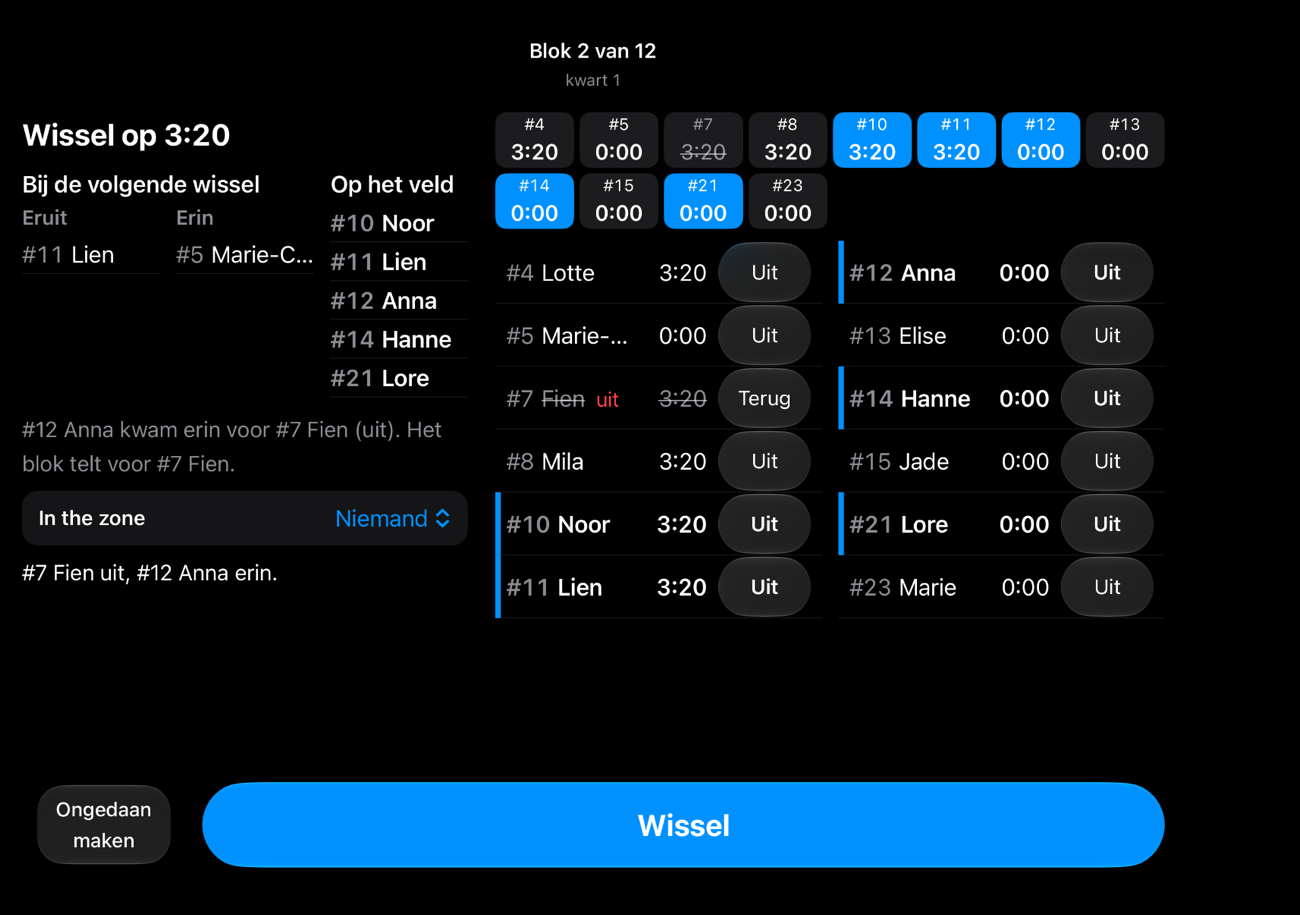 Blok 2 van 12
kwart 1
Wissel op 3:20
Bij de volgende wissel
Eruit Erin
#11 Lien #5 Marie-C...
Op het veld
#10 Noor
#11 Lien
#12 Anna
#14 Hanne
#21 Lore
#12 Anna kwam erin voor #7 Fien (uit). Het
blok telt voor #7 Fien.
In the zone Niemand
#7 Fien uit, #12 Anna erin.
#4 #5 #7 #8 #10 #11 #12 #13
3:20 0:00 3:20 3:20 3:20 3:20 0:00 0:00
#14 #15 #21 #23
0:00 0:00 0:00 0:00
#4 Lotte 3:20 Uit
#5 Marie-... 0:00 Uit
#7 Fien uit 3:20 Terug
#8 Mila 3:20 Uit
#10 Noor 3:20 Uit
#11 Lien 3:20 Uit
#12 Anna 0:00 Uit
#13 Elise 0:00 Uit
#14 Hanne 0:00 Uit
#15 Jade 0:00 Uit
#21 Lore 0:00 Uit
#23 Marie 0:00 Uit
Ongedaan
maken
Wissel